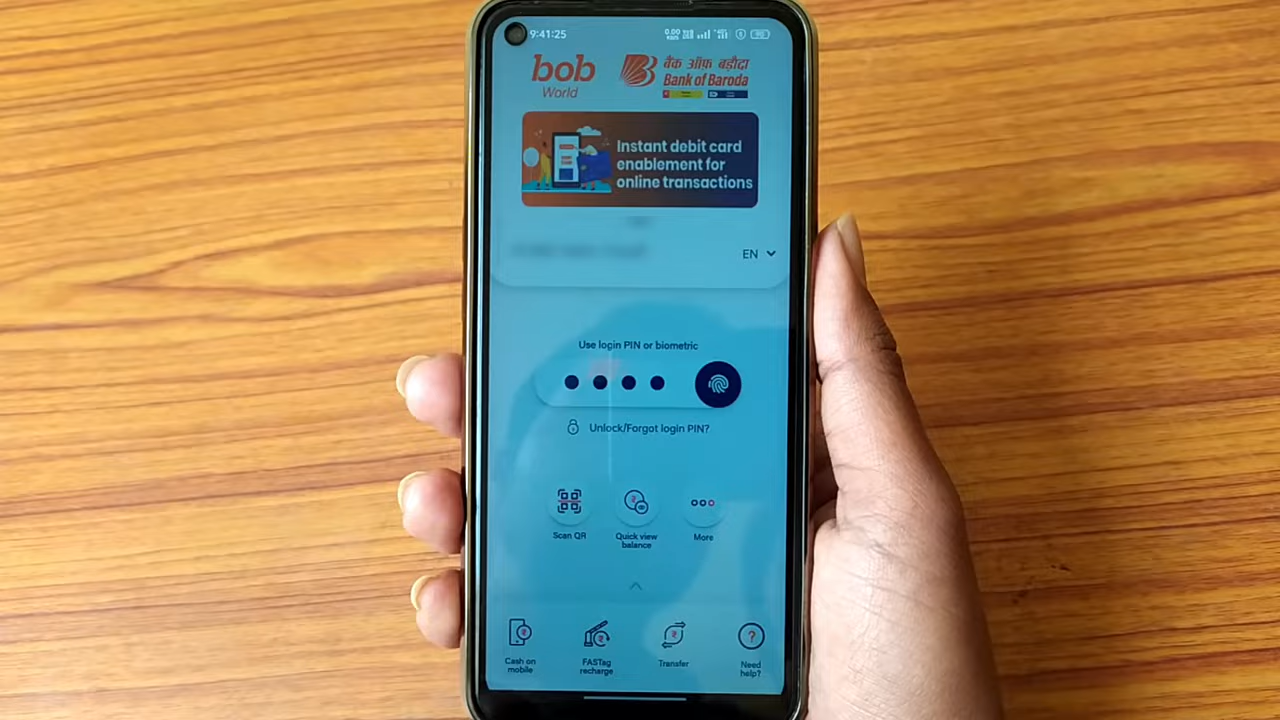 9:41:25
0.00
bob
World
बैंक ऑफ़ बड़ौदा
Bank of Baroda
Instant debit card
enablement for
online transactions
EN
Use login PIN or biometric
Unlock/Forgot login PIN?
Scan QR
Quick view
balance
More
Cash on
mobile
FASTag
recharge
Transfer
Need
help?